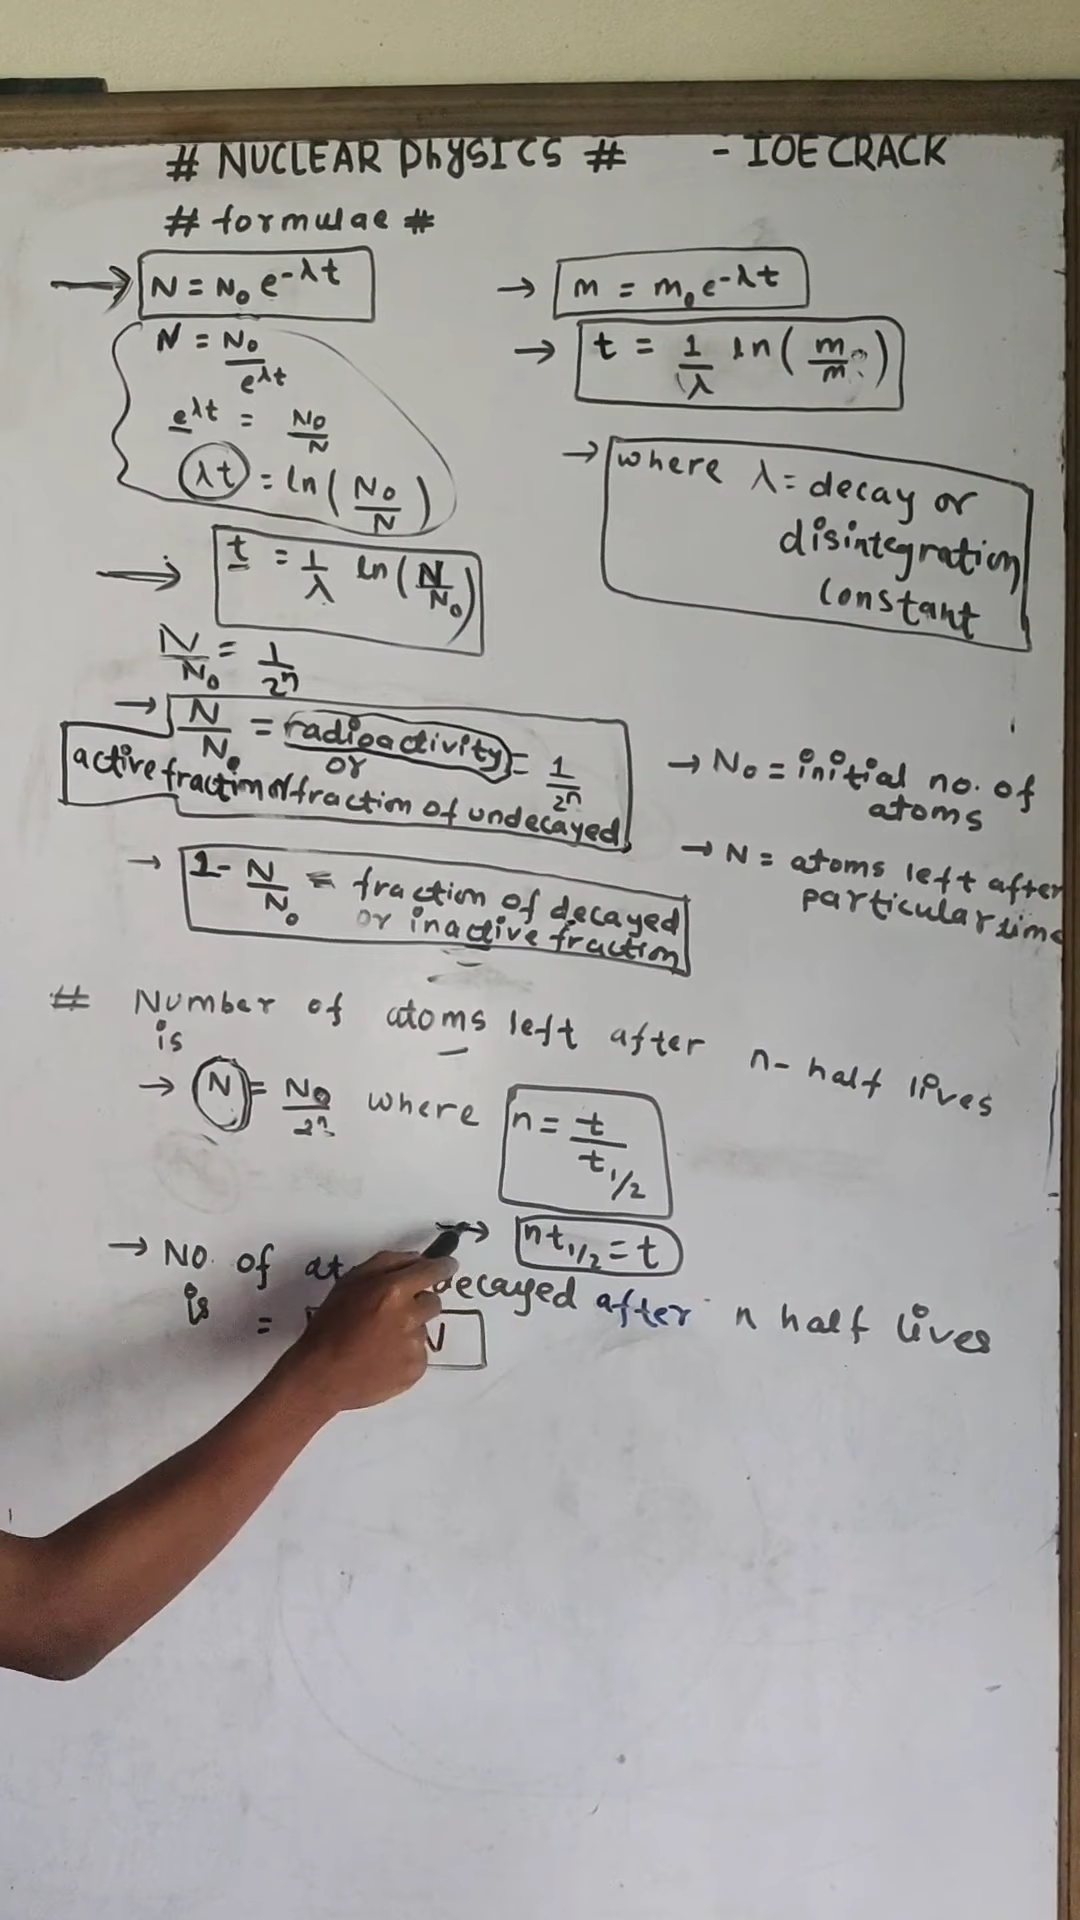 # NUCLEAR PhysICS # - IOE CRACK
# formulae #
→ N = N₀ e^-λt
N = N₀/e^λt
e^λt = N₀/N
λt = ln(N₀/N)
→ t = 1/λ ln(N/N₀)
N/N₀ = 1/2ⁿ
→ N/N₀ = radioactivity = 1/2ⁿ
or
active fraction or fraction of undecayed
→ 1 - N/N₀ = fraction of decayed
or inactive fraction
→ m = m₀ e^-λt
→ t = 1/λ ln(m/m₀)
→ where λ = decay or
disintegration
constant
→ N₀ = initial no. of
atoms
→ N = atoms left after
particular time
# Number of atoms left after n- half lives
is
→ N = N₀/2ⁿ where n = t/t₁/₂
→ nt₁/₂ = t
→ No. of at decayed after n half lives
is = N